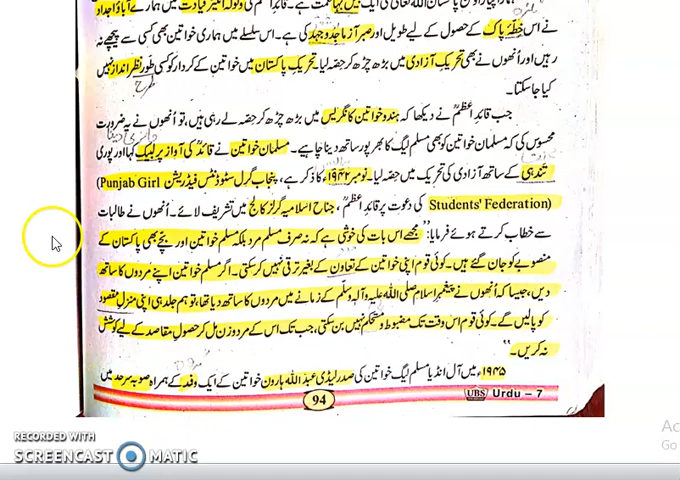 نے اس خطۂ پاک کے حصول کے لیے طویل اور صبر آزما جدوجہد کی ہے۔ اس سلسلے میں ہماری خواتین بھی کسی سے پیچھے نہ
رہیں اور اُنھوں نے بھی تحریکِ آزادی میں بڑھ چڑھ کر حصّہ لیا۔ تحریکِ پاکستان میں خواتین کے کردار کو کسی طور نظر انداز نہیں
کیا جا سکتا۔
طرح
جب قائدِ اعظمؒ نے دیکھا کہ ہندو خواتین کانگریس میں بڑھ چڑھ کر حصہ لے رہی ہیں، تو اُنھوں نے یہ ضرورت
محسوس کی کہ مسلمان خواتین کو بھی مسلم لیگ کا بھرپور ساتھ دینا چاہیے۔ مسلمان خواتین نے قائد کی آواز پر لبیک کہا اور پوری
تندہی کے ساتھ آزادی کی تحریک میں حصّہ لیا۔ نومبر ۱۹۴۲ء کا ذکر ہے، پنجاب گرلز سٹوڈنٹس فیڈریشن (Punjab Girl
Students' Federation) کی دعوت پر قائدِ اعظمؒ، جناح اسلامیہ گرلز کالج میں تشریف لائے۔ اُنھوں نے طالبات
سے خطاب کرتے ہوئے فرمایا: "مجھے اس بات کی خوشی ہے کہ نہ صرف مسلم مرد بلکہ مسلم خواتین اور بچے بھی پاکستان کے
منصوبے کو جان گئے ہیں۔ کوئی قوم اپنی خواتین کے تعاون کے بغیر ترقی نہیں کر سکتی۔ اگر مسلم خواتین اپنے مردوں کا ساتھ
دیں، جیسا کہ اُنھوں نے پیغمبرِ اسلام صلی اللہ علیہ وآلہ وسلّم کے زمانے میں مردوں کا ساتھ دیا تھا، تو ہم جلد ہی اپنی منزلِ مقصود
کو پالیں گے۔ کوئی قوم اس وقت تک مضبوط و مستحکم نہیں بن سکتی، جب تک اس کے مرد و زن مل کر حصولِ مقاصد کے لیے کوشش
نہ کریں۔"
۱۹۴۵ء میں آل انڈیا مسلم لیگ خواتین کی صدر لیڈی عبداللہ ہارون خواتین کے ایک وفد کے ہمراہ صوبہ سرحد میں
94
UBS Urdu - 7
RECORDED WITH
SCREENCAST MATIC
Ac
Go